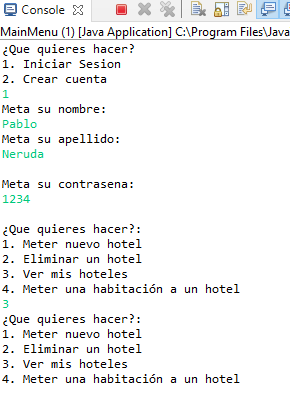 Console
MainMenu (1) [Java Application] C:\Program Files\Java
¿Que quieres hacer?
1. Iniciar Sesion
2. Crear cuenta
1
Meta su nombre:
Pablo
Meta su apellido:
Neruda
Meta su contrasena:
1234
¿Que quieres hacer?:
1. Meter nuevo hotel
2. Eliminar un hotel
3. Ver mis hoteles
4. Meter una habitación a un hotel
3
¿Que quieres hacer?:
1. Meter nuevo hotel
2. Eliminar un hotel
3. Ver mis hoteles
4. Meter una habitación a un hotel